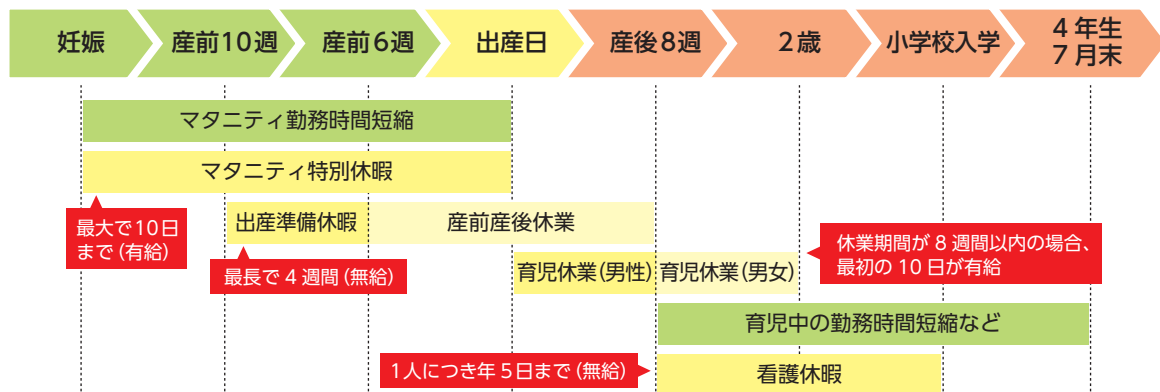 妊娠
産前10週
産前6週
出産日
産後8週
2歳
小学校入学
4年生
7月末
マタニティ勤務時間短縮
マタニティ特別休暇
最大で10日
まで(有給)
出産準備休暇
産前産後休業
最長で4週間(無給)
育児休業(男性)
育児休業(男女)
休業期間が8週間以内の場合、
最初の10日が有給
育児中の勤務時間短縮など
1人につき年5日まで(無給)
看護休暇